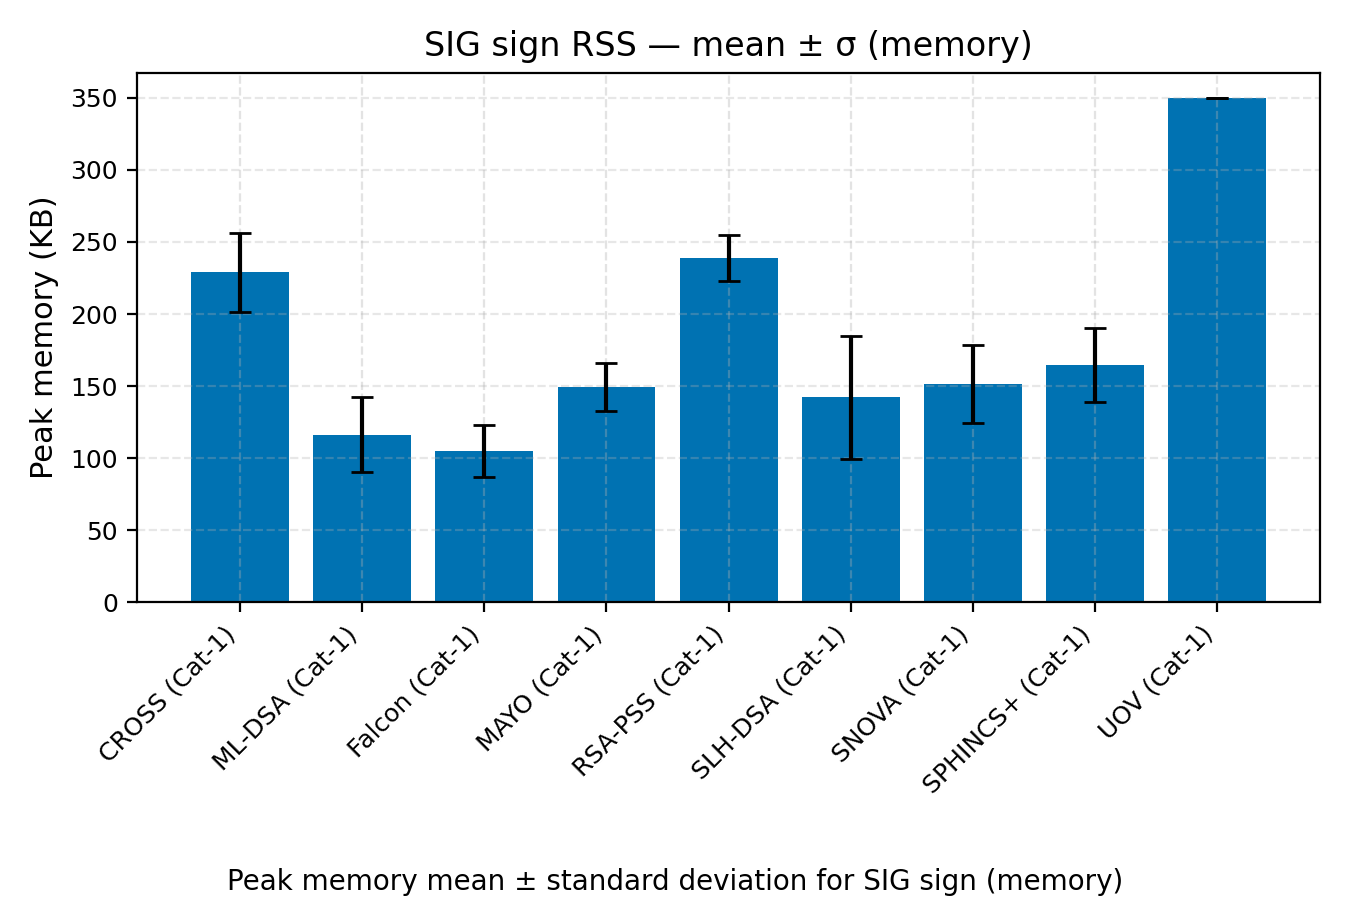 SIG sign RSS — mean ± σ (memory)
Peak memory (KB)
350
300
250
200
150
100
50
0
CROSS (Cat-1)
ML-DSA (Cat-1)
Falcon (Cat-1)
MAYO (Cat-1)
RSA-PSS (Cat-1)
SLH-DSA (Cat-1)
SNOVA (Cat-1)
SPHINCS+ (Cat-1)
UOV (Cat-1)
Peak memory mean ± standard deviation for SIG sign (memory)